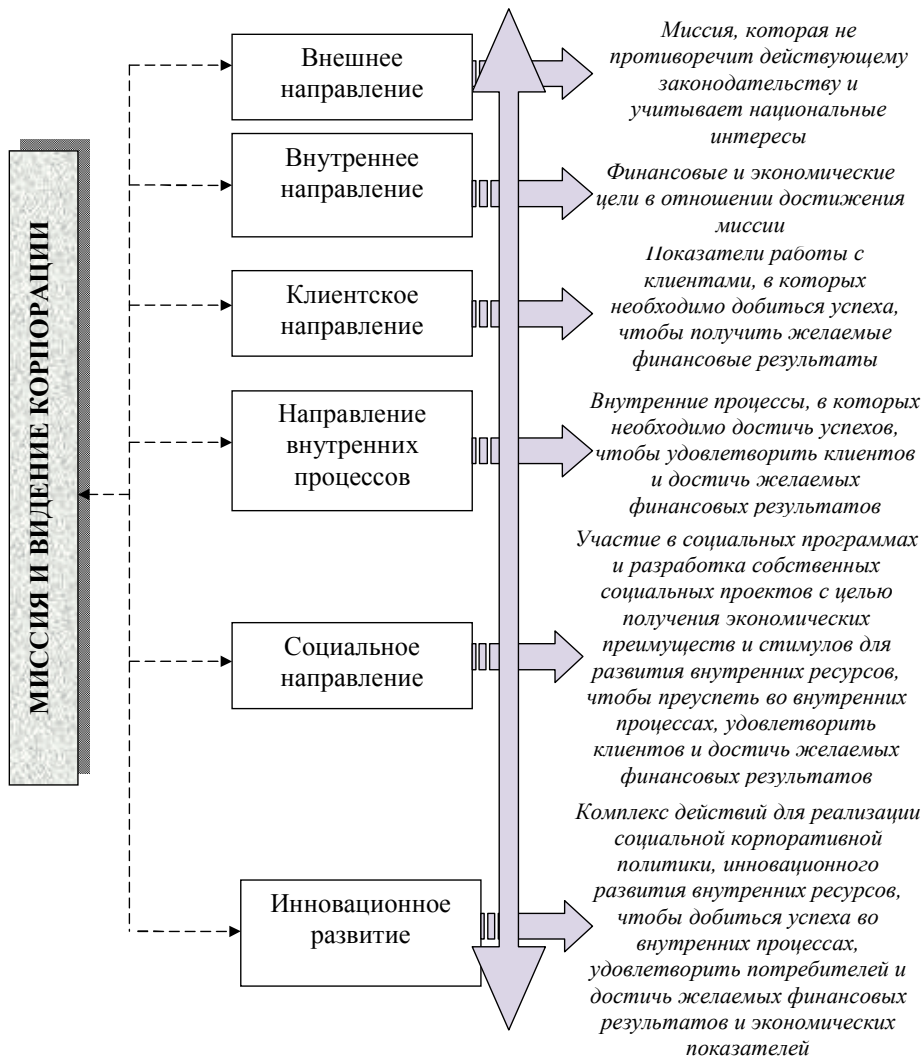 МИССИЯ И ВИДЕНИЕ КОРПОРАЦИИ
Внешнее
направление
Миссия, которая не
противоречит действующему
законодательству и
учитывает национальные
интересы
Внутреннее
направление
Финансовые и экономические
цели в отношении достижения
миссии
Клиентское
направление
Показатели работы с
клиентами, в которых
необходимо добиться успеха,
чтобы получить желаемые
финансовые результаты
Направление
внутренних
процессов
Внутренние процессы, в которых
необходимо достичь успехов,
чтобы удовлетворить клиентов
и достичь желаемых
финансовых результатов
Социальное
направление
Участие в социальных программах
и разработка собственных
социальных проектов с целью
получения экономических
преимуществ и стимулов для
развития внутренних ресурсов,
чтобы преуспеть во внутренних
процессах, удовлетворить
клиентов и достичь желаемых
финансовых результатов
Инновационное
развитие
Комплекс действий для реализации
социальной корпоративной
политики, инновационного
развития внутренних ресурсов,
чтобы добиться успеха во
внутренних процессах,
удовлетворить потребителей и
достичь желаемых финансовых
результатов и экономических
показателей